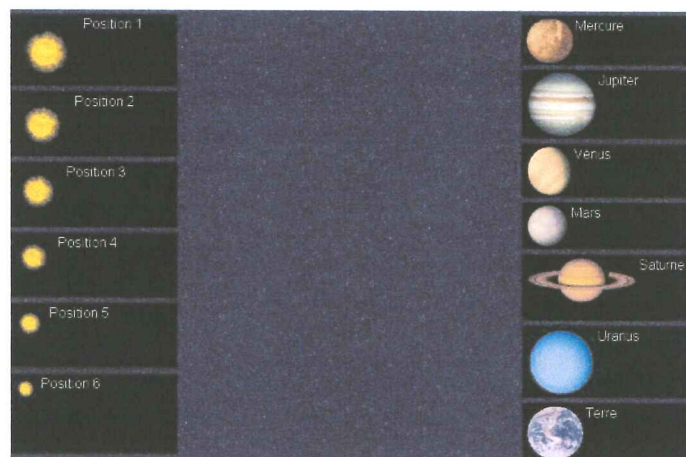 Position 1
Position 2
Position 3
Position 4
Position 5
Position 6
Mercure
Jupiter
Vénus
Mars
Saturne
Uranus
Terre